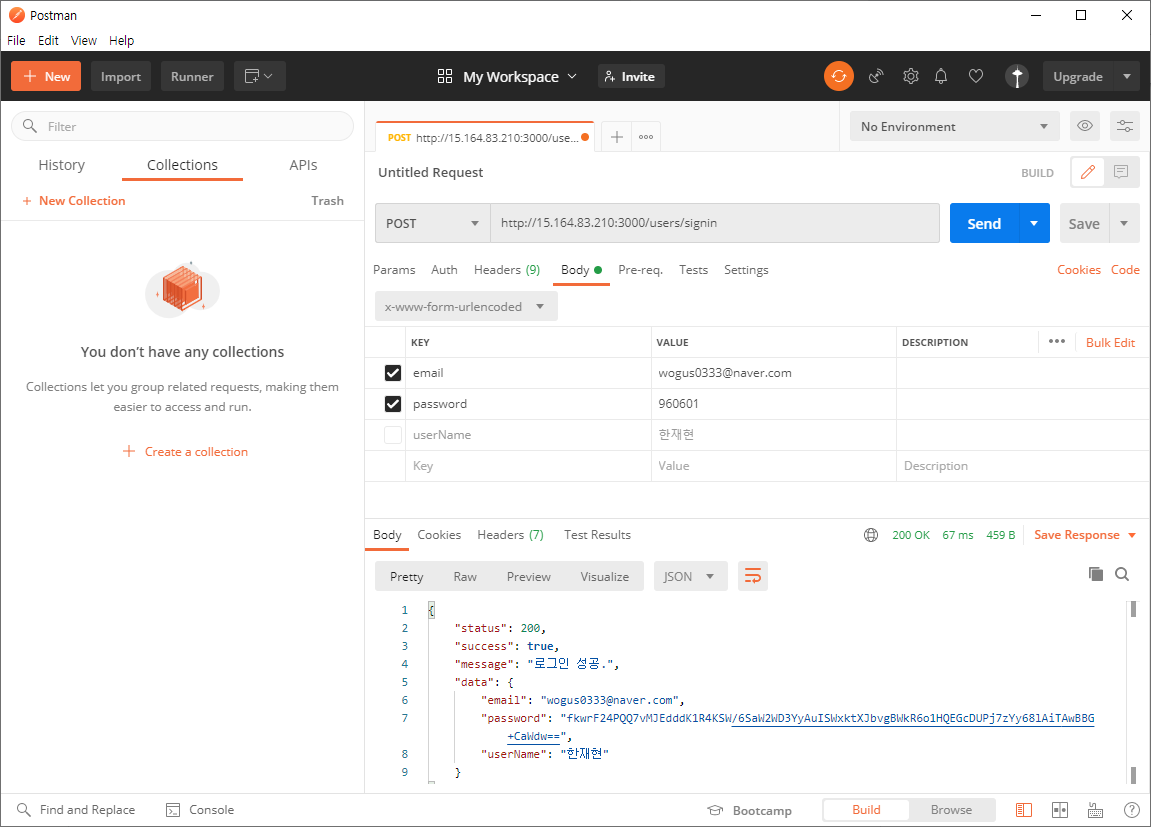 Postman
File Edit View Help
+ New Import Runner My Workspace Invite Upgrade
Filter
History Collections APIs
+ New Collection Trash
You don’t have any collections
Collections let you group related requests, making them
easier to access and run.
+ Create a collection
POST http://15.164.83.210:3000/use... No Environment
Untitled Request BUILD
POST http://15.164.83.210:3000/users/signin Send Save
Params Auth Headers (9) Body Pre-req. Tests Settings Cookies Code
x-www-form-urlencoded
KEY VALUE DESCRIPTION ••• Bulk Edit
email wogus0333@naver.com
password 960601
userName 한재현
Key Value Description
Body Cookies Headers (7) Test Results 200 OK 67 ms 459 B Save Response
Pretty Raw Preview Visualize JSON
1 {
2 "status": 200,
3 "success": true,
4 "message": "로그인 성공.",
5 "data": {
6 "email": "wogus0333@naver.com",
7 "password": "fkwrF24PQQ7vMJEdddK1R4KSW/6SaW2WD3YyAuISWxktXJbvgBWkR6o1HQEGcDUPj7zYy68lAiTAwBBG
+CaWdw==",
8 "userName": "한재현"
9 }
Find and Replace Console Bootcamp Build Browse